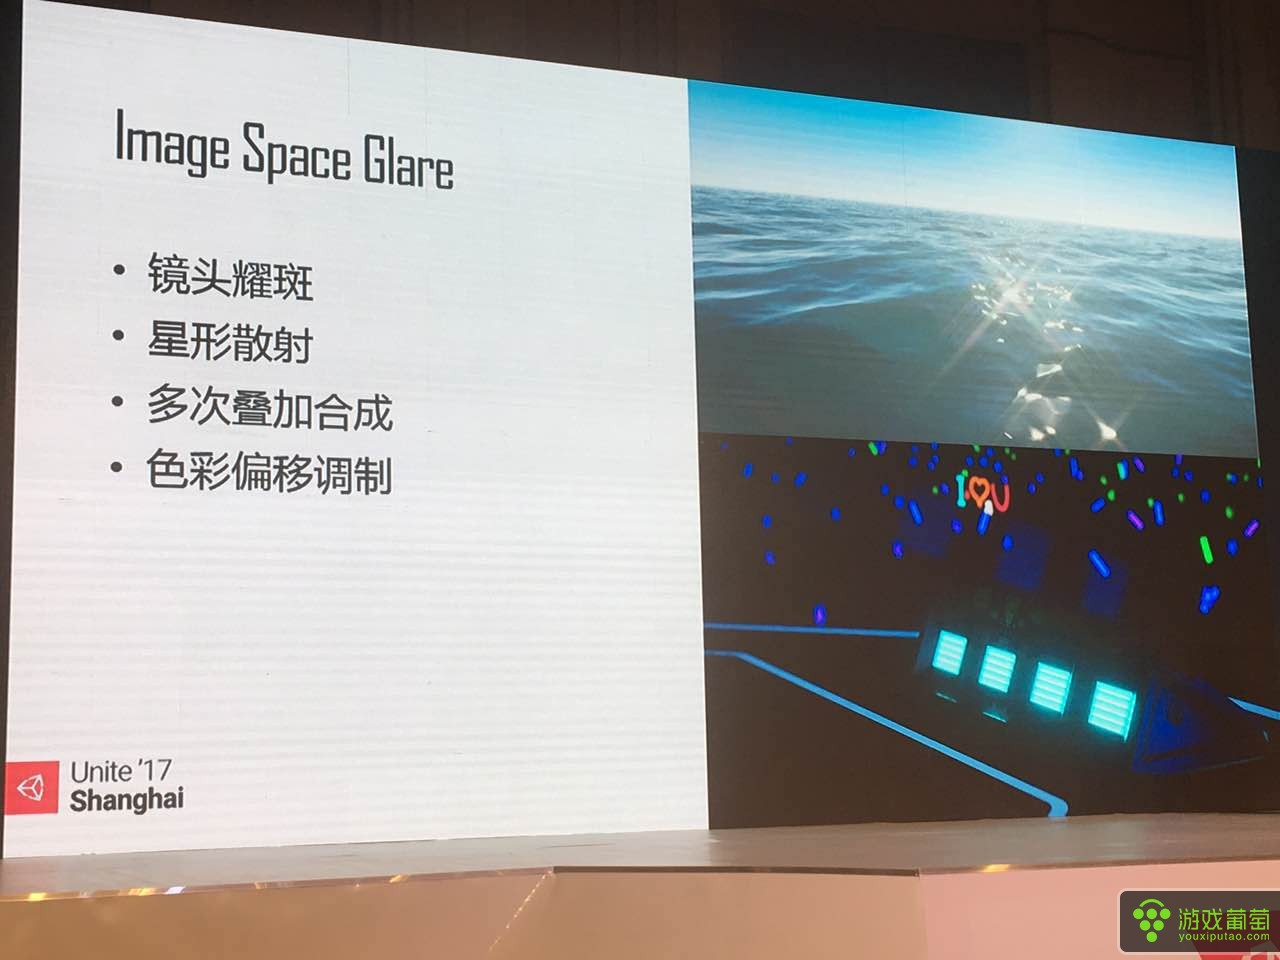 Image Space Glare
• 镜头耀斑
• 星形散射
• 多次叠加合成
• 色彩偏移调制
I♥U
Unite '17
Shanghai
游戏葡萄
youxiputao.com